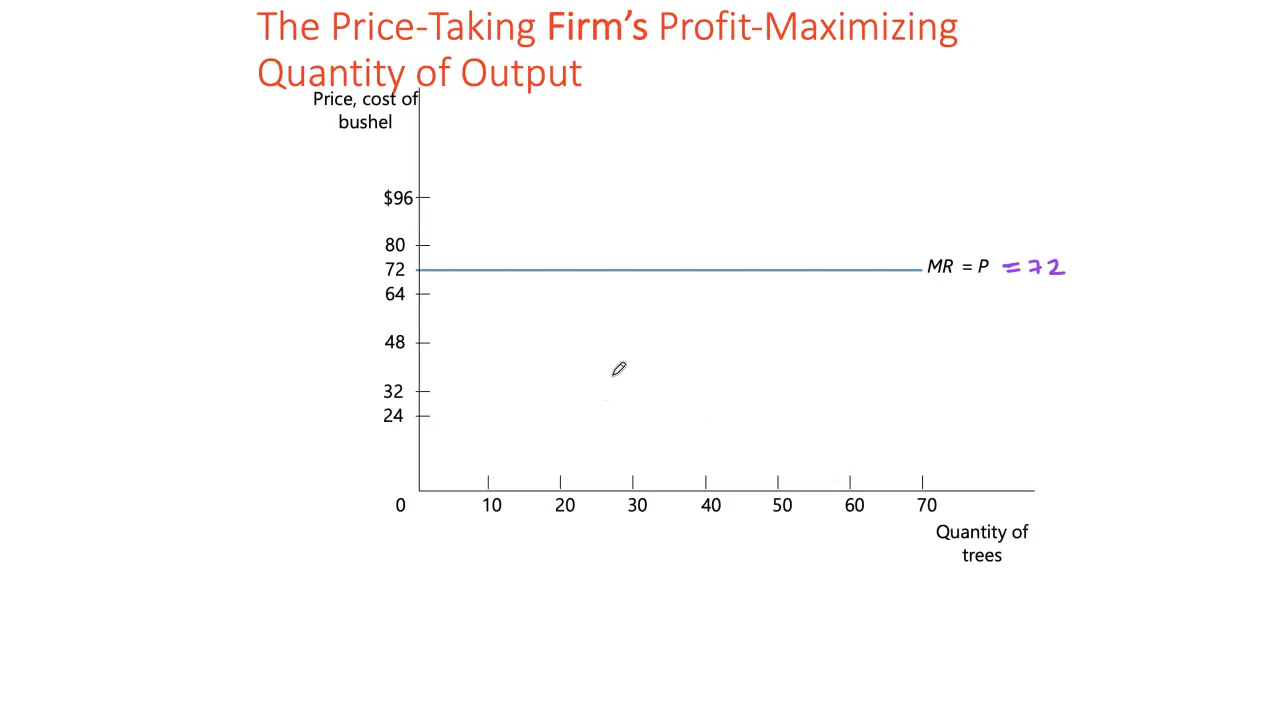 The Price-Taking Firm's Profit-Maximizing
Quantity of Output
Price, cost of
bushel
$96
80
72
64
48
32
24
MR = P = 72
0 10 20 30 40 50 60 70
Quantity of
trees